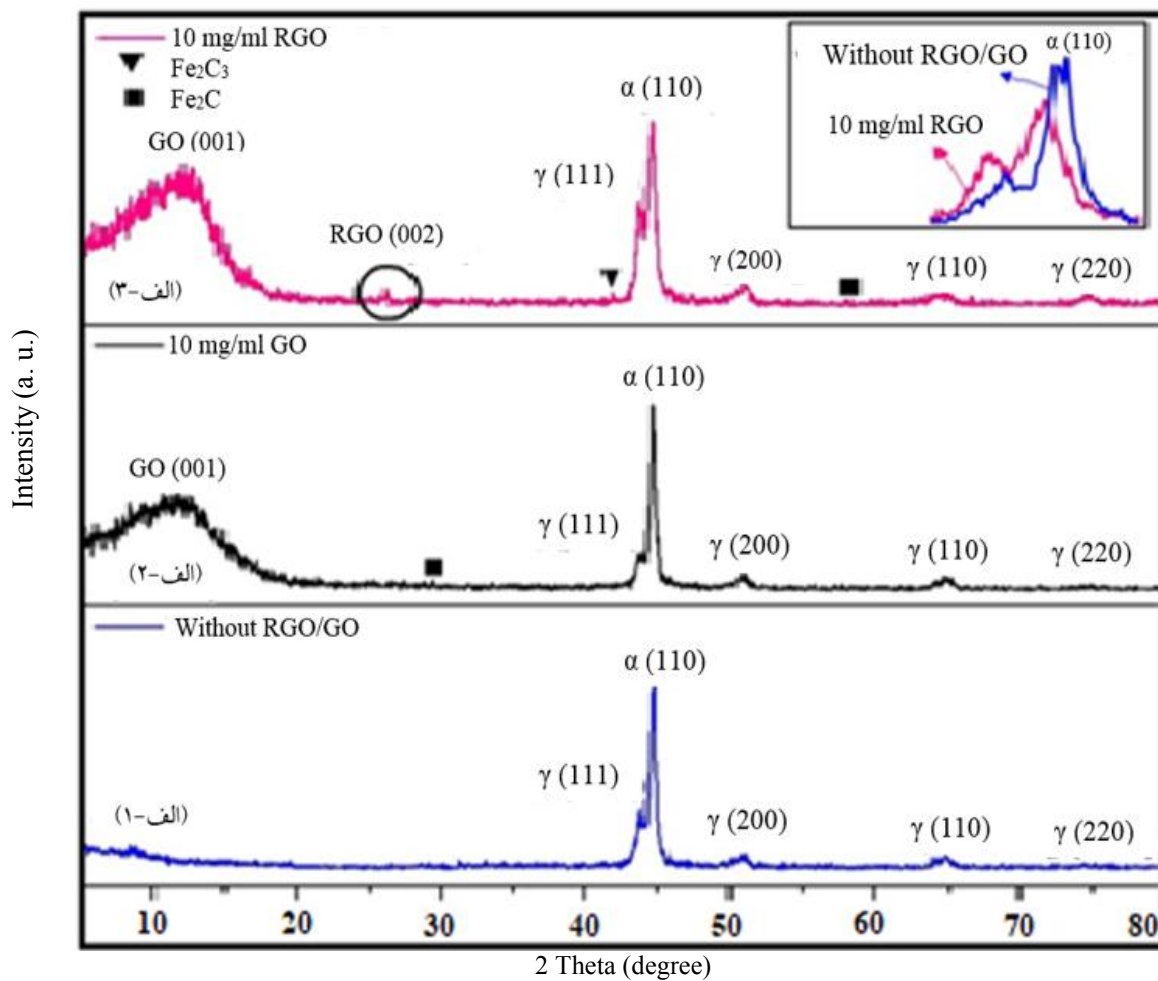 10 mg/ml RGO
Fe₂C₃
Fe₂C
GO (001)
RGO (002)
γ (111)
α (110)
γ (200)
γ (110)
γ (220)
(الف-۳)
Without RGO/GO
α (110)
10 mg/ml RGO
10 mg/ml GO
GO (001)
γ (111)
α (110)
γ (200)
γ (110)
γ (220)
(الف-۲)
Without RGO/GO
γ (111)
α (110)
γ (200)
γ (110)
γ (220)
(الف-۱)
10 20 30 40 50 60 70 80
2 Theta (degree)
Intensity (a. u.)